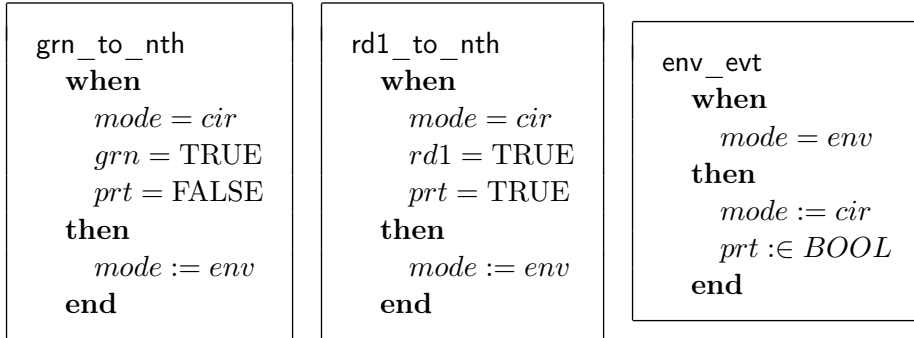 grn_to_nth
when
mode = cir
grn = TRUE
prt = FALSE
then
mode := env
end
rd1_to_nth
when
mode = cir
rd1 = TRUE
prt = TRUE
then
mode := env
end
env_evt
when
mode = env
then
mode := cir
prt :∈ BOOL
end